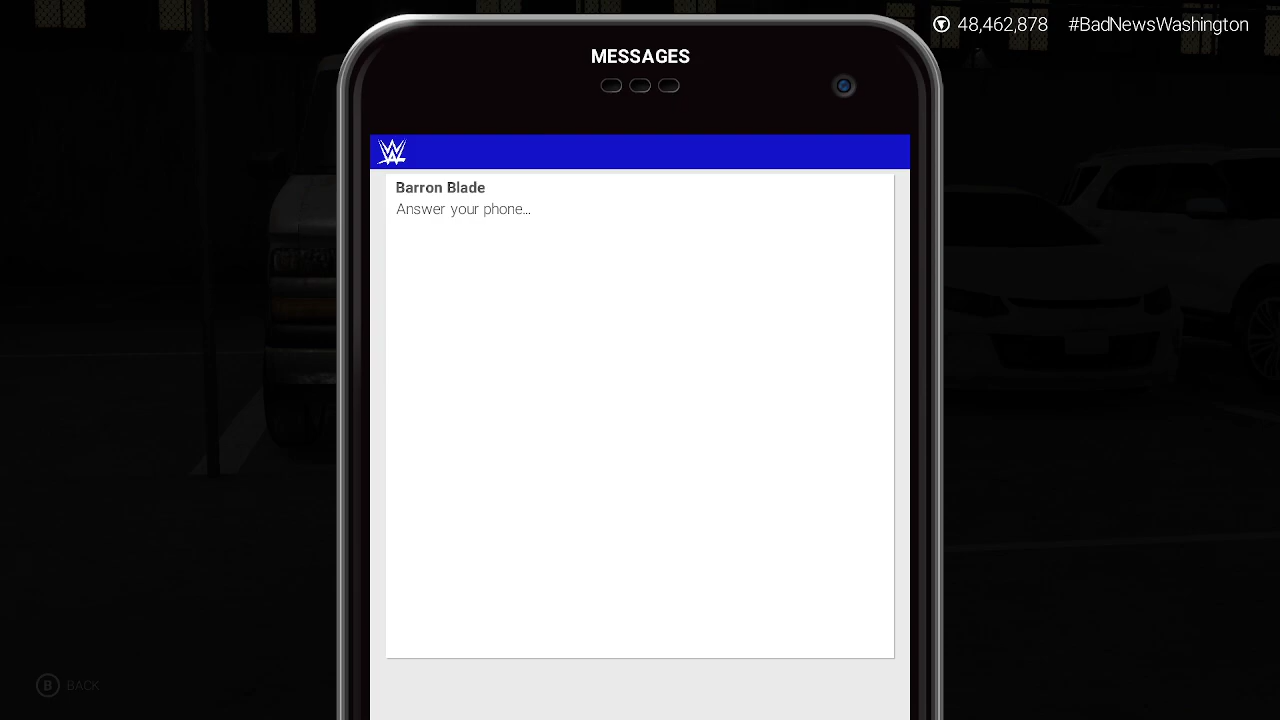 48,462,878 #BadNewsWashington
MESSAGES
W
Barron Blade
Answer your phone...
B BACK